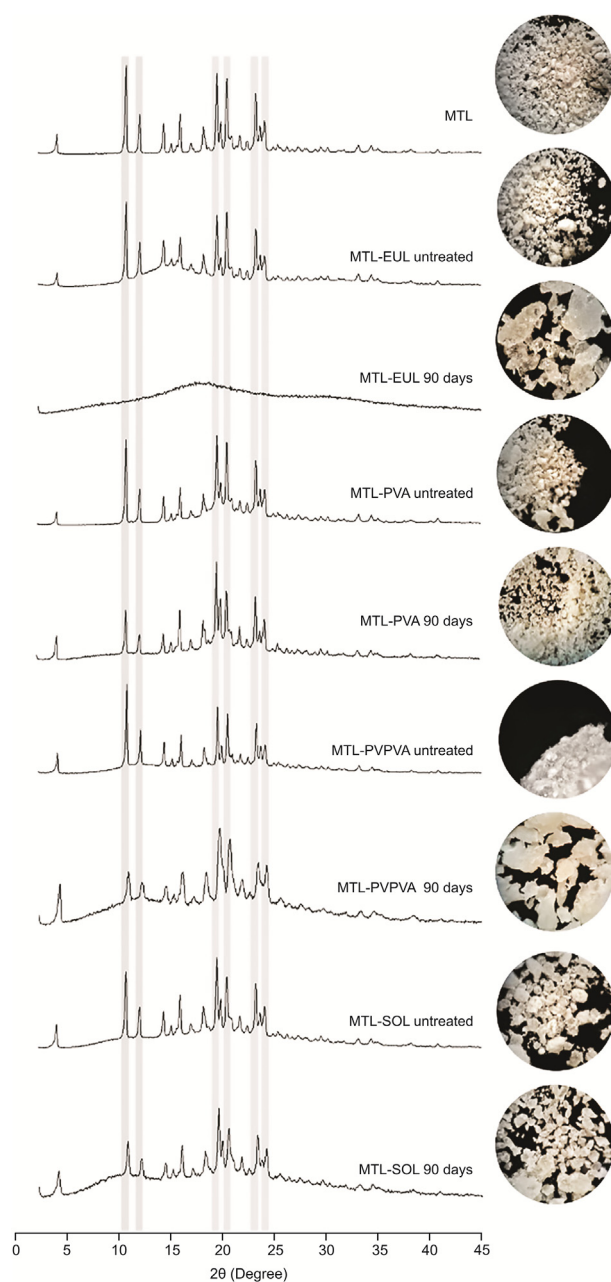 MTL
MTL-EUL untreated
MTL-EUL 90 days
MTL-PVA untreated
MTL-PVA 90 days
MTL-PVPVA untreated
MTL-PVPVA 90 days
MTL-SOL untreated
MTL-SOL 90 days
0 5 10 15 20 25 30 35 40 45
2θ (Degree)